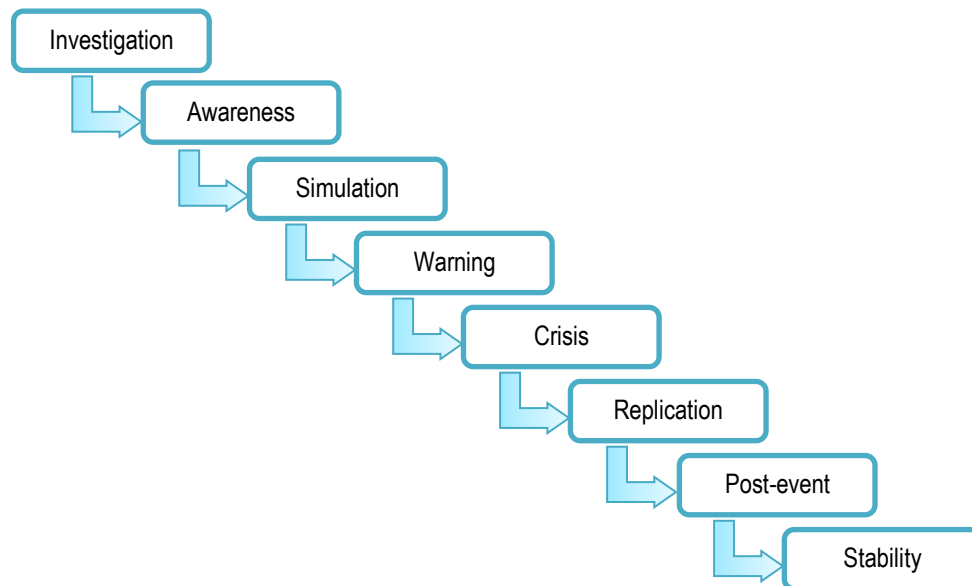 Investigation
Awareness
Simulation
Warning
Crisis
Replication
Post-event
Stability